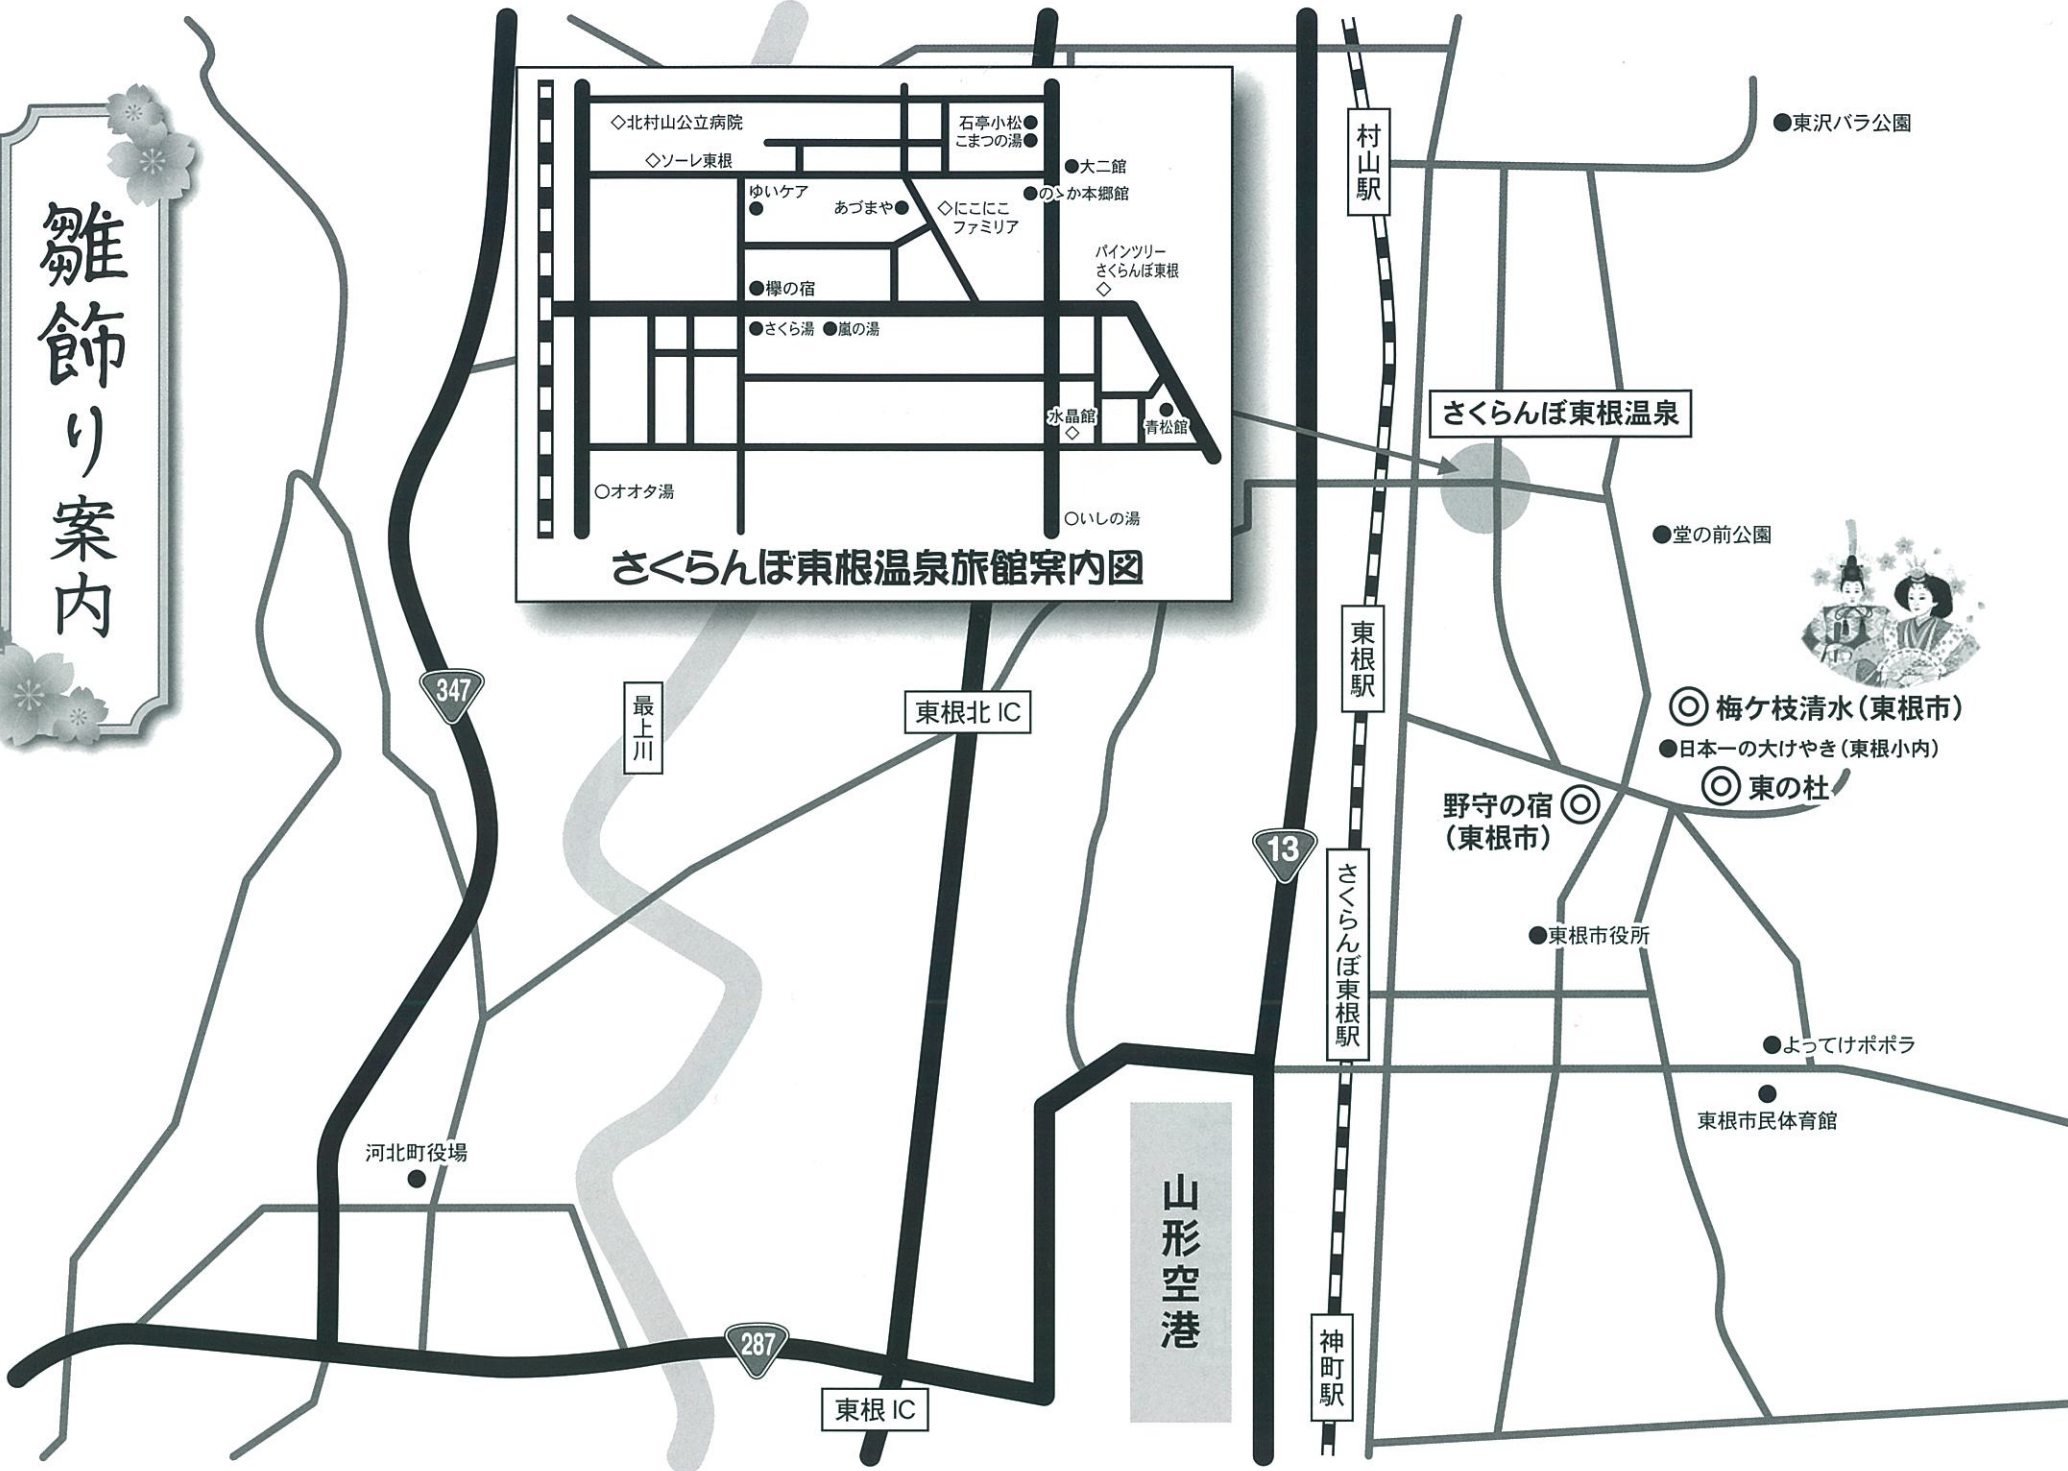 雛飾り案内
◇北村山公立病院
◇ソーレ東根
石亭小松●
こまつの湯●
●大二館
●のゝか本郷館
ゆいケア
●
あづまや●
◇にこにこ
ファミリア
パインツリー
さくらんぼ東根
◇
●欅の宿
●さくら湯 ●嵐の湯
水晶館
◇
●
青松館
○オオタ湯
○いしの湯
さくらんぼ東根温泉旅館案内図
村山駅
●東沢バラ公園
さくらんぼ東根温泉
●堂の前公園
東根駅
347
最上川
東根北 IC
◎梅ケ枝清水(東根市)
●日本一の大けやき(東根小内)
◎東の杜
野守の宿◎
(東根市)
13
さくらんぼ東根駅
●東根市役所
●よってけポポラ
●
東根市民体育館
河北町役場
●
山形空港
287
東根 IC
神町駅